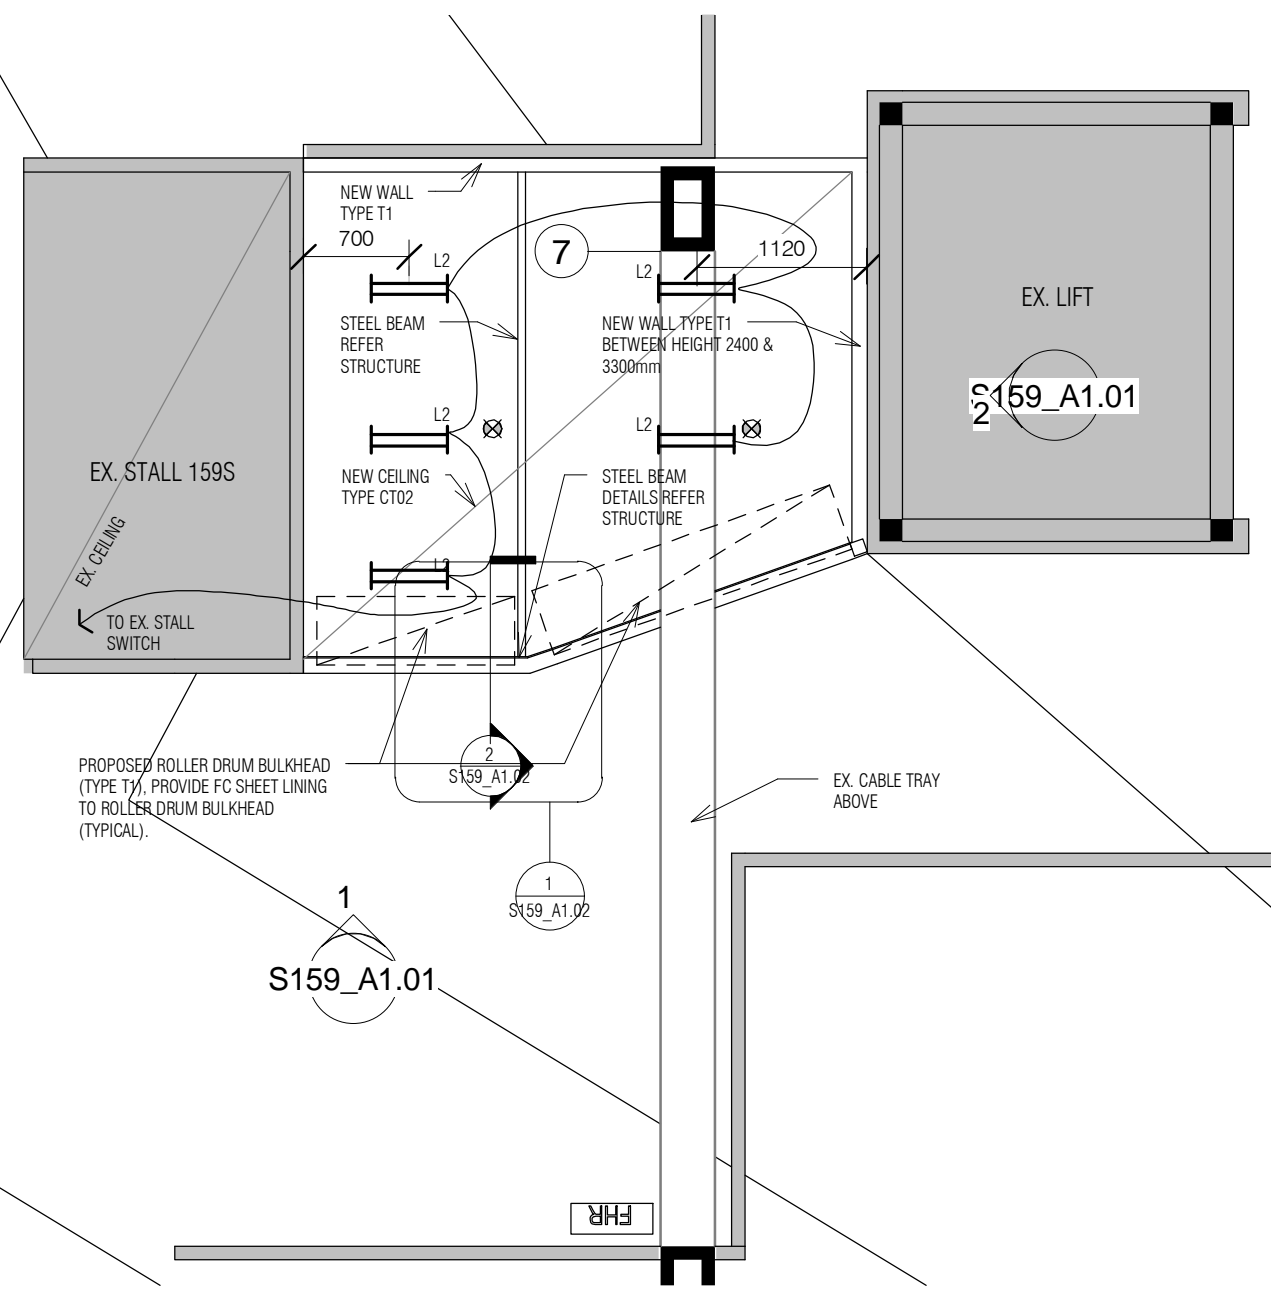 NEW WALL
TYPE T1
700
L2
7
L2
1120
EX. LIFT
STEEL BEAM
REFER
STRUCTURE
NEW WALL TYPE T1
BETWEEN HEIGHT 2400 &
3300mm
S159_A1.01
2
L2
L2
EX. STALL 159S
NEW CEILING
TYPE CT02
STEEL BEAM
DETAILS REFER
STRUCTURE
EX. CEILING
L2
TO EX. STALL
SWITCH
PROPOSED ROLLER DRUM BULKHEAD
(TYPE T1), PROVIDE FC SHEET LINING
TO ROLLER DRUM BULKHEAD
(TYPICAL).
2
S159_A1.02
EX. CABLE TRAY
ABOVE
1
S159_A1.02
1
S159_A1.01
FHR